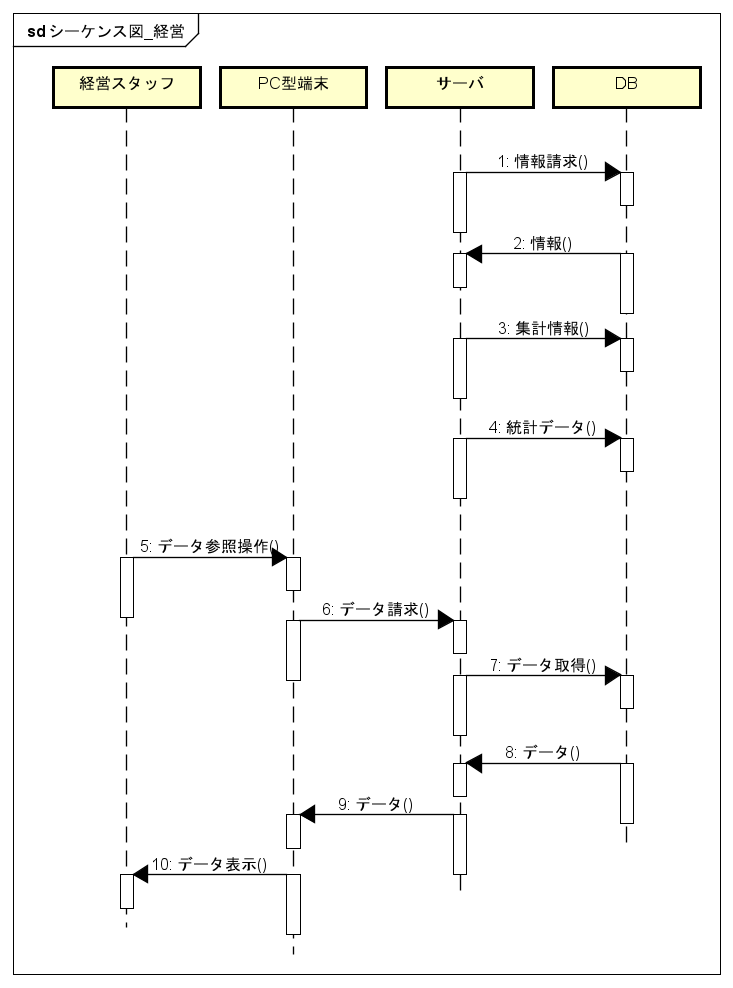 sd シーケンス図_経営
経営スタッフ
PC型端末
サーバ
DB
1: 情報請求()
2: 情報()
3: 集計情報()
4: 統計データ()
5: データ参照操作()
6: データ請求()
7: データ取得()
8: データ()
9: データ()
10: データ表示()